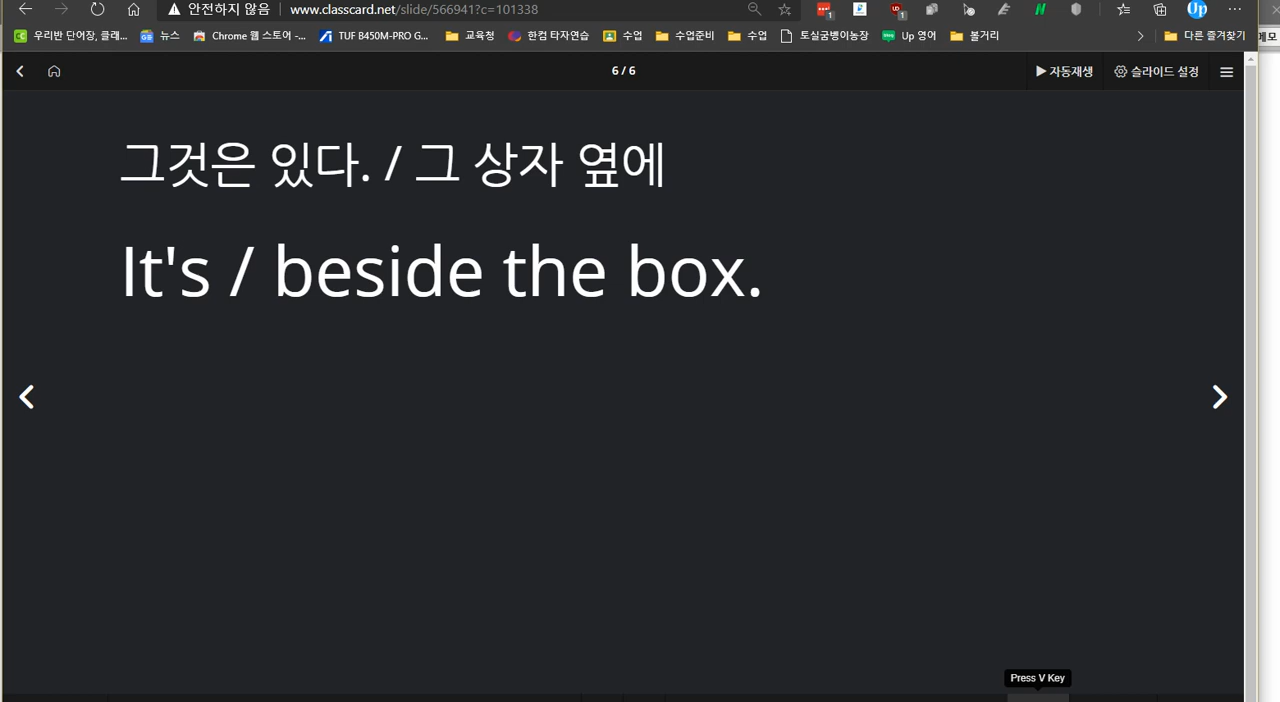 안전하지 않음 www.classcard.net/slide/566941?c=101338
우리반 단어장, 클래... 뉴스 Chrome 웹 스토어 -... TUF B450M-PRO G... 교육청 한컴 타자연습 수업 수업준비 수업 토실굼벵이농장 Up 영어 볼거리 다른 즐겨찾기 메모
6 / 6 자동재생 슬라이드 설정
그것은 있다. / 그 상자 옆에
It's / beside the box.
Press V Key